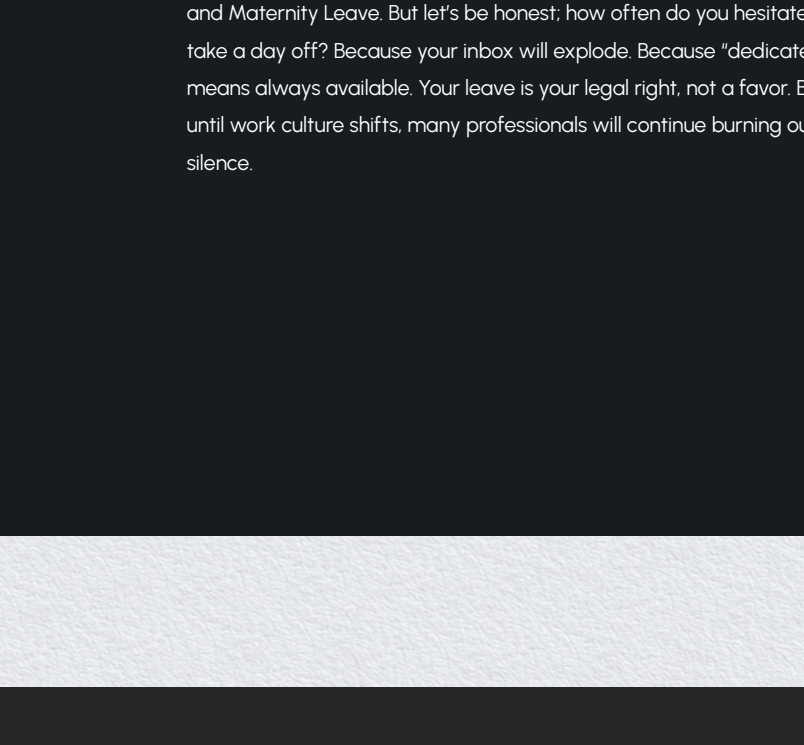 and Maternity Leave. But let's be honest; how often do you hesitate
take a day off? Because your inbox will explode. Because “dedicate
means always available. Your leave is your legal right, not a favor.
until work culture shifts, many professionals will continue burning
silence.